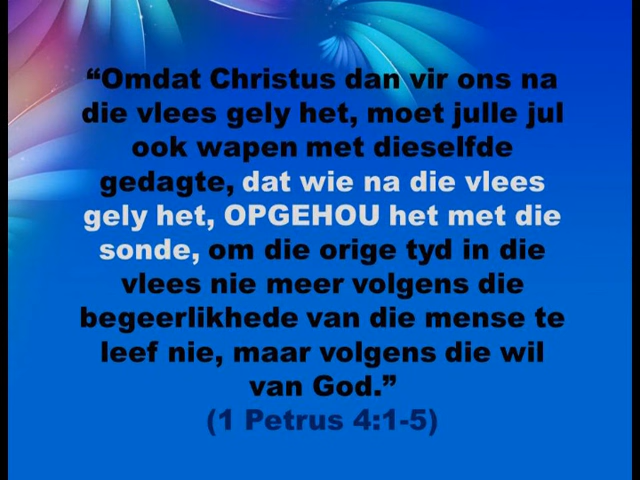 “Omdat Christus dan vir ons na
die vlees gely het, moet julle jul
ook wapen met dieselfde
gedagte, dat wie na die vlees
gely het, OPGEHOU het met die
sonde, om die orige tyd in die
vlees nie meer volgens die
begeerlikhede van die mense te
leef nie, maar volgens die wil
van God.”
(1 Petrus 4:1-5)